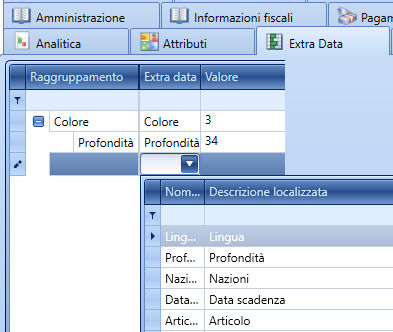 Amministrazione Informazioni fiscali Pagam
Analitica Attributi Extra Data
Raggruppamento Extra data Valore
Colore Colore 3
Profondità Profondità 34
Nom... Descrizione localizzata
Ling... Lingua
Prof... Profondità
Nazi... Nazioni
Data... Data scadenza
Artic... Articolo